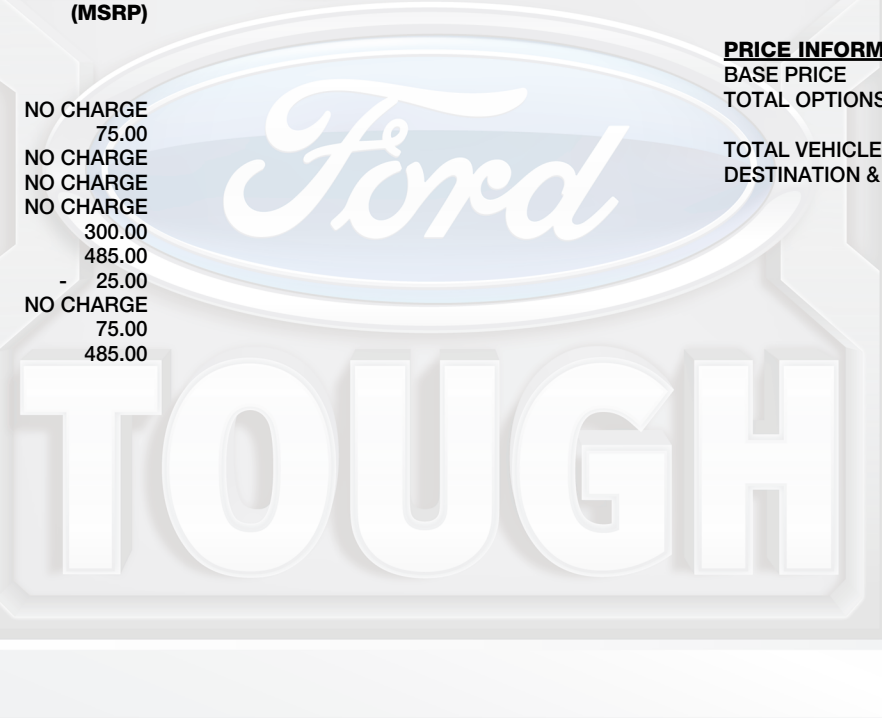 (MSRP)
NO CHARGE
75.00
NO CHARGE
NO CHARGE
NO CHARGE
300.00
485.00
- 25.00
NO CHARGE
75.00
485.00
PRICE INFORM
BASE PRICE
TOTAL OPTIONS
TOTAL VEHICLE
DESTINATION &
Ford
TOUGH